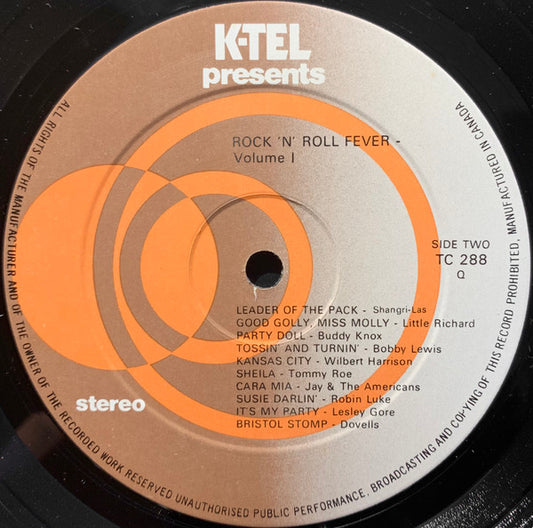 K-TEL
presents
ROCK 'N' ROLL FEVER -
Volume I
SIDE TWO
TC 288
Q
LEADER OF THE PACK - Shangri-Las
GOOD GOLLY, MISS MOLLY - Little Richard
PARTY DOLL - Buddy Knox
TOSSIN' AND TURNIN' - Bobby Lewis
KANSAS CITY - Wilbert Harrison
SHEILA - Tommy Roe
CARA MIA - Jay & The Americans
SUSIE DARLIN' - Robin Luke
IT'S MY PARTY - Lesley Gore
BRISTOL STOMP - Dovells
stereo
ALL RIGHTS OF THE MANUFACTURER AND OF THE OWNER OF THE RECORDED WORK RESERVED UNAUTHORISED PUBLIC PERFORMANCE, BROADCASTING AND COPYING OF THIS RECORD PROHIBITED, MANUFACTURED IN CANADA